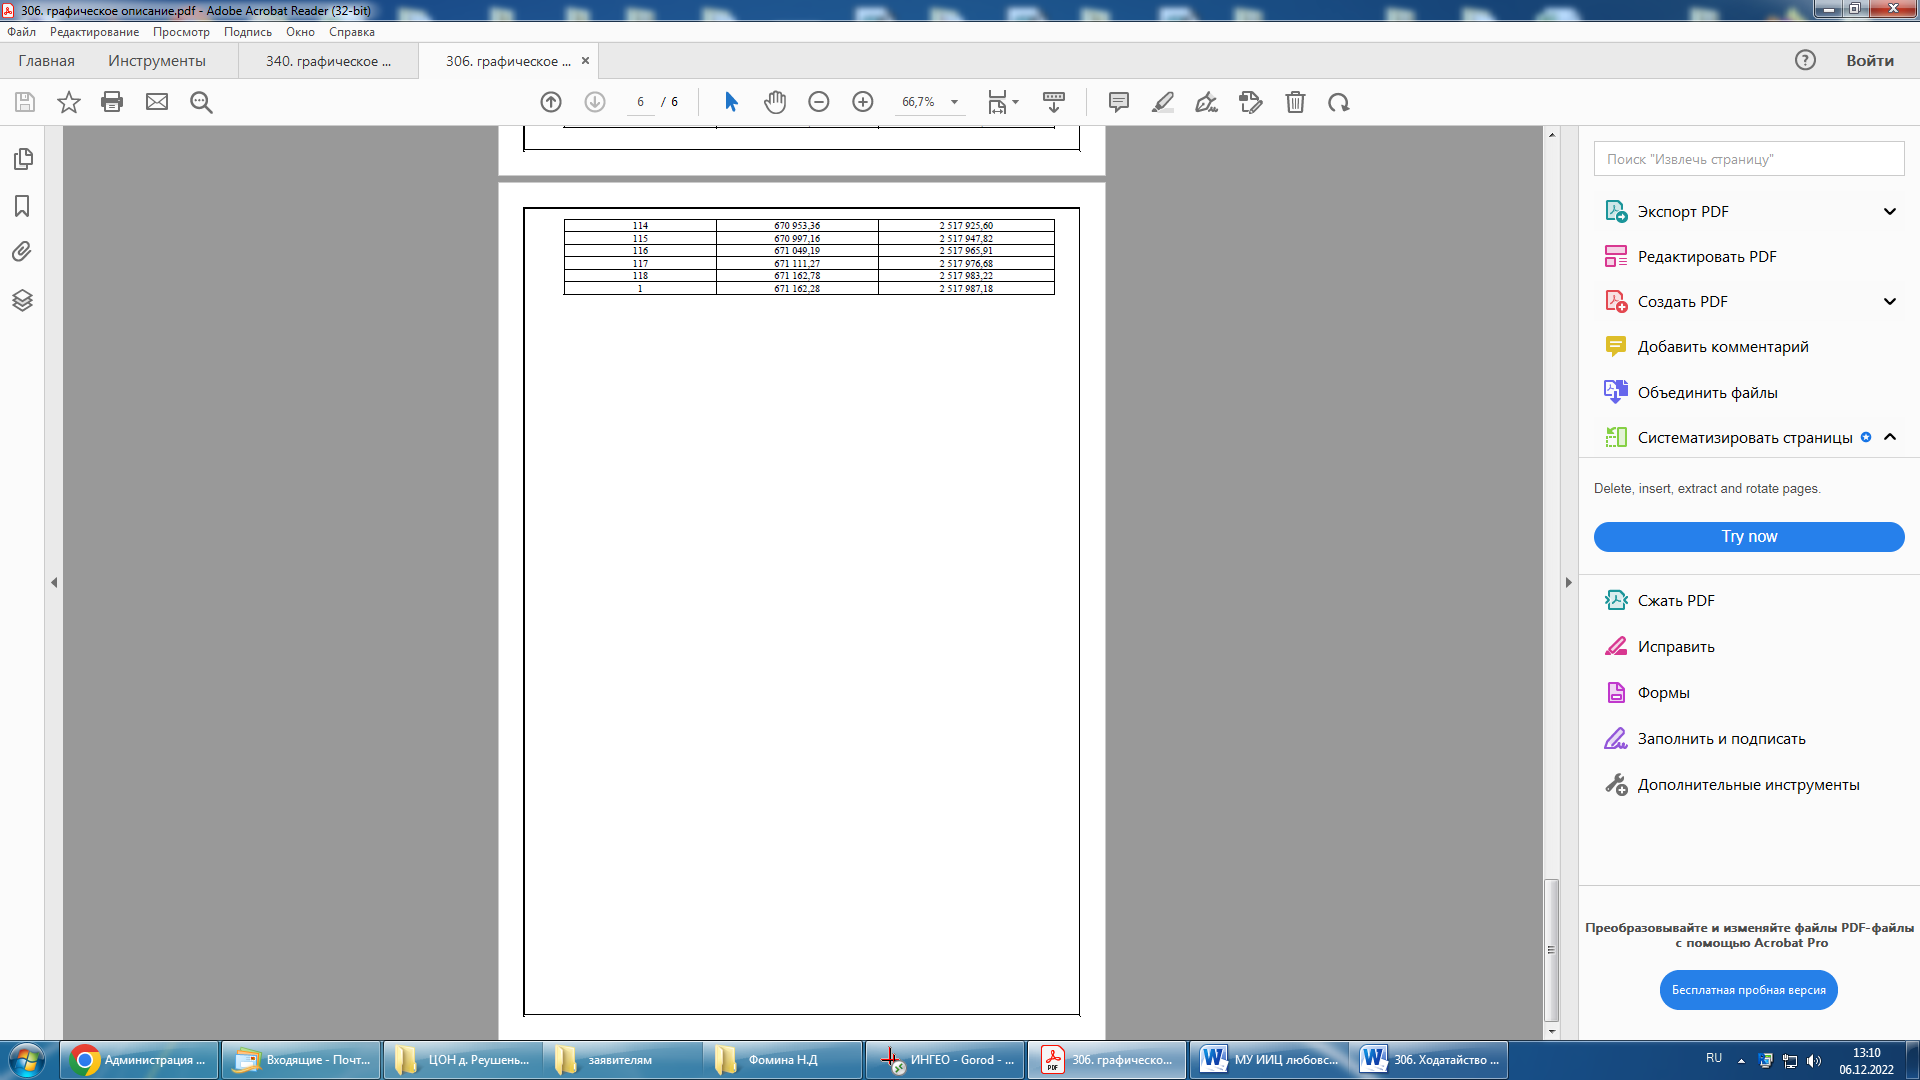 306. графическое описание.pdf - Adobe Acrobat Reader (32-bit)
Файл Редактирование Просмотр Подпись Окно Справка
Главная Инструменты 340. графическое ... 306. графическое ... × Войти
6 / 6 66,7%
114 670 953,36 2 517 925,60
115 670 997,16 2 517 947,82
116 671 049,19 2 517 965,91
117 671 111,27 2 517 976,68
118 671 162,78 2 517 983,22
1 671 162,28 2 517 987,18
Поиск "Извлечь страницу"
Экспорт PDF
Редактировать PDF
Создать PDF
Добавить комментарий
Объединить файлы
Систематизировать страницы
Delete, insert, extract and rotate pages.
Try now
Сжать PDF
Исправить
Формы
Заполнить и подписать
Дополнительные инструменты
Преобразовывайте и изменяйте файлы PDF-файлы
с помощью Acrobat Pro
Бесплатная пробная версия
Администрация ... Входящие - Почт... ЦОН д. Реушень... заявителям Фомина Н.Д ИНГЕО - Gorod - ... 306. графическо... МУ ИИЦ любовс... 306. Ходатайство ... RU 13:10
06.12.2022